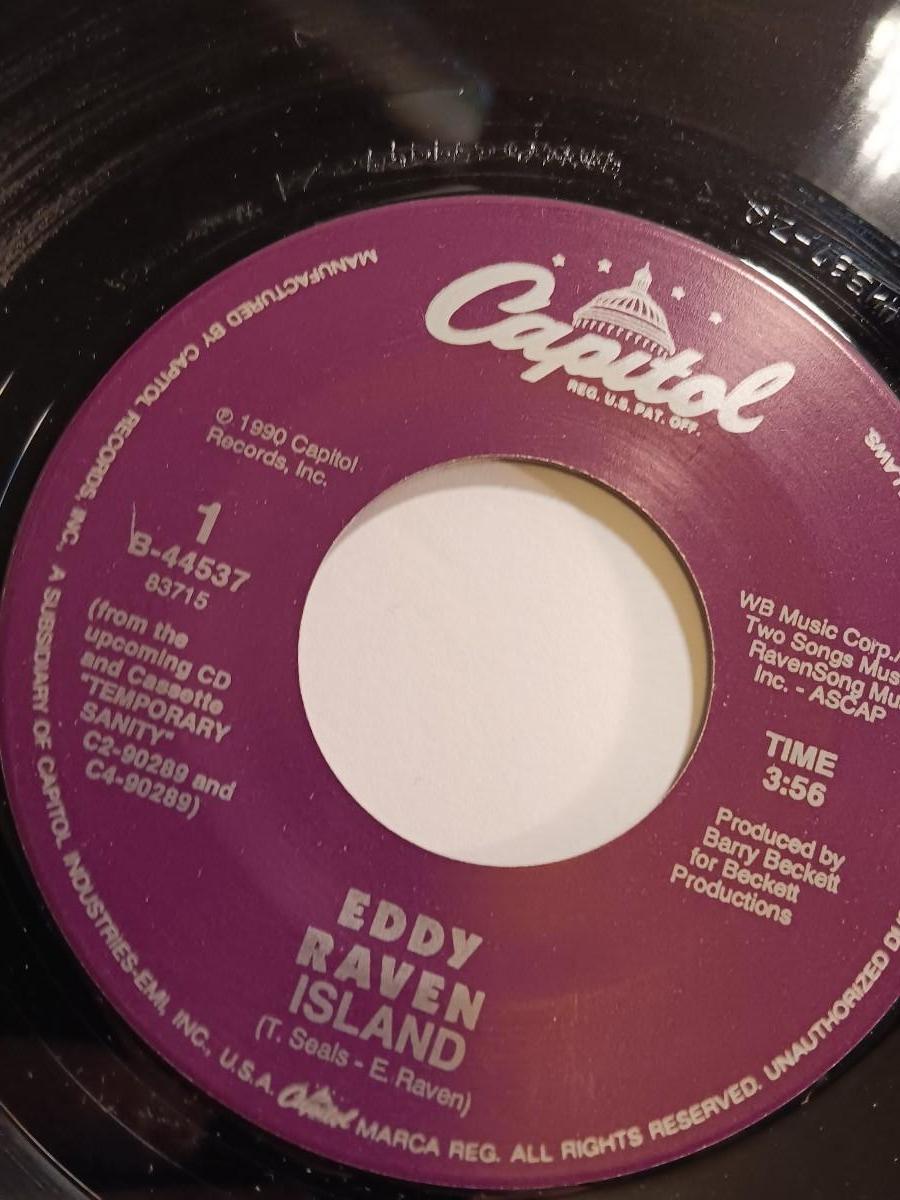 Capitol
REG. U.S. PAT. OFF.
℗ 1990 Capitol
Records, Inc.
1
B-44537
83715
(from the
upcoming CD
and Cassette
"TEMPORARY
SANITY"
C2-90289 and
C4-90289)
WB Music Corp./
Two Songs
RavenSong
Inc. - ASCAP
TIME
3:56
Produced by
Barry Beckett
for Beckett
Productions
EDDY
RAVEN
ISLAND
(T. Seals - E. Raven)
MANUFACTURED BY CAPITOL RECORDS, INC., A SUBSIDIARY OF CAPITOL INDUSTRIES-EMI, INC., U.S.A. Capitol MARCA REG. ALL RIGHTS RESERVED. UNAUTHORIZED